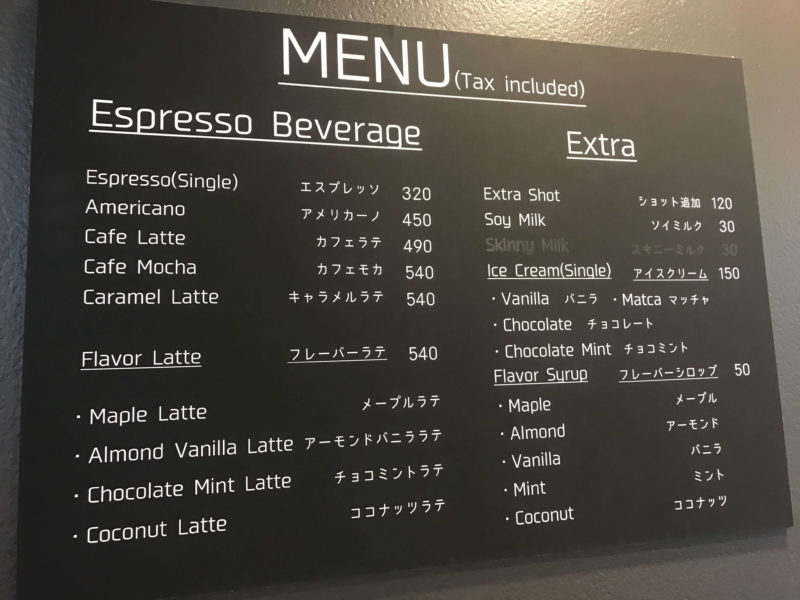 MENU(Tax included)
Espresso Beverage
Espresso(Single) エスプレッソ 320
Americano アメリカーノ 450
Cafe Latte カフェラテ 490
Cafe Mocha カフェモカ 540
Caramel Latte キャラメルラテ 540
Flavor Latte フレーバーラテ 540
・Maple Latte メープルラテ
・Almond Vanilla Latte アーモンドバニララテ
・Chocolate Mint Latte チョコミントラテ
・Coconut Latte ココナッツラテ
Extra
Extra Shot ショット追加 120
Soy Milk ソイミルク 30
Skinny Milk スキニーミルク 30
Ice Cream(Single) アイスクリーム 150
・Vanilla バニラ ・Matca マッチャ
・Chocolate チョコレート
・Chocolate Mint チョコミント
Flavor Syrup フレーバーシロップ 50
・Maple メープル
・Almond アーモンド
・Vanilla バニラ
・Mint ミント
・Coconut ココナッツ